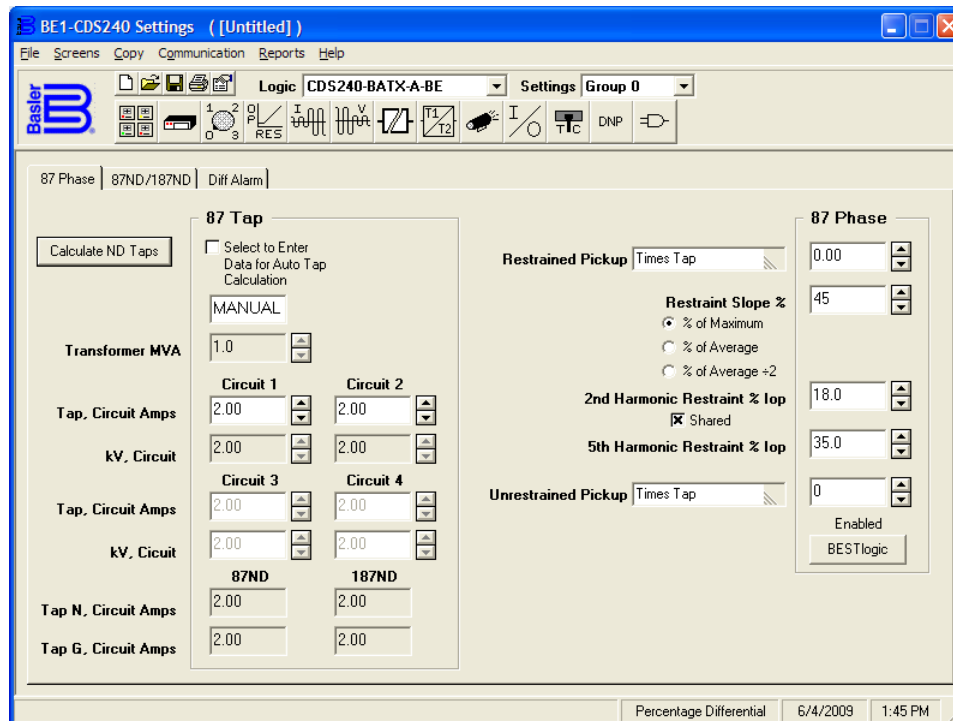 BE1-CDS240 Settings ( [Untitled] )
File Screens Copy Communication Reports Help
Basler
B
Logic CDS240-BATX-A-BE Settings Group 0
1 2 0 3
O P RES
I
V
T1 T2
I O
T C
DNP
87 Phase 87ND/187ND Diff Alarm
Calculate ND Taps
87 Tap
Select to Enter
Data for Auto Tap
Calculation
MANUAL
Transformer MVA 1.0
Circuit 1 Circuit 2
Tap, Circuit Amps 2.00 2.00
kV, Circuit 2.00 2.00
Circuit 3 Circuit 4
Tap, Circuit Amps 2.00 2.00
kV, Cicuit 2.00 2.00
87ND 187ND
Tap N, Circuit Amps 2.00 2.00
Tap G, Circuit Amps 2.00 2.00
87 Phase
Restrained Pickup Times Tap 0.00
Restraint Slope % 45
% of Maximum
% of Average
% of Average ÷2
2nd Harmonic Restraint % Iop 18.0
Shared
5th Harmonic Restraint % Iop 35.0
Unrestrained Pickup Times Tap 0
Enabled
BESTlogic
Percentage Differential 6/4/2009 1:45 PM